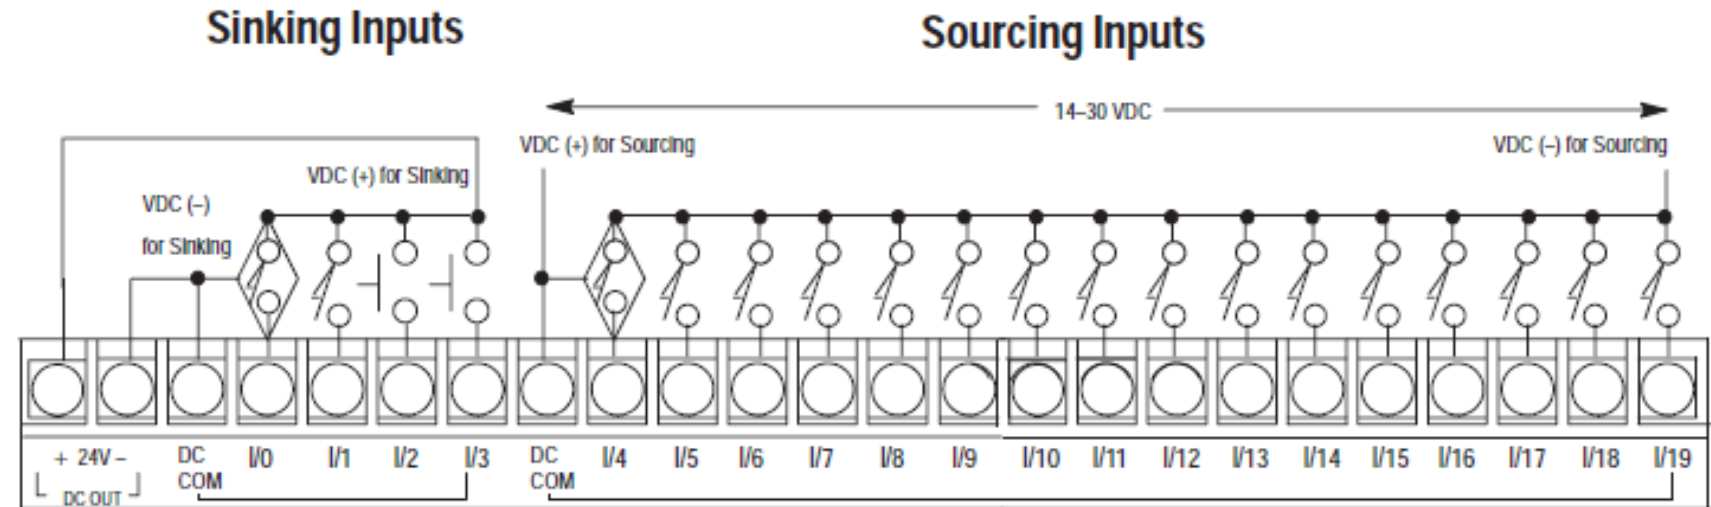 Sinking Inputs
Sourcing Inputs
14–30 VDC
VDC (+) for Sourcing
VDC (–) for Sourcing
VDC (+) for Sinking
VDC (–)
for Sinking
+ 24V –
DC OUT
DC
COM
I/0
I/1
I/2
I/3
DC
COM
I/4
I/5
I/6
I/7
I/8
I/9
I/10
I/11
I/12
I/13
I/14
I/15
I/16
I/17
I/18
I/19